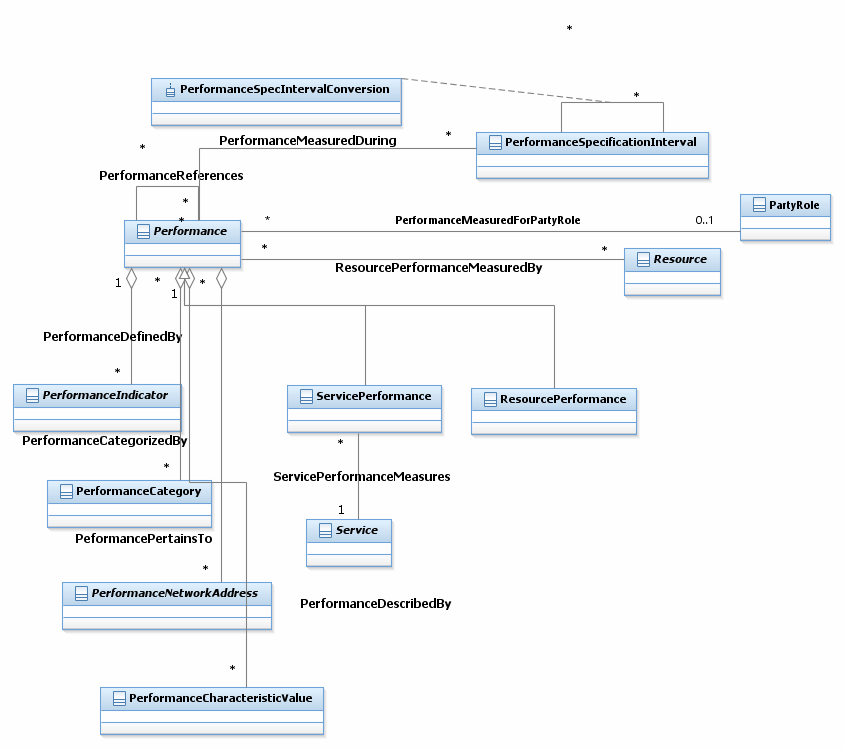 *
PerformanceSpecIntervalConversion
*
PerformanceMeasuredDuring
*
PerformanceSpecificationInterval
*
PerformanceReferences
*
PartyRole
*
*
PerformanceMeasuredForPartyRole
0..1
Performance
*
*
Resource
ResourcePerformanceMeasuredBy
1
*
1
*
PerformanceDefinedBy
*
PerformanceIndicator
ServicePerformance
ResourcePerformance
PerformanceCategorizedBy
*
*
ServicePerformanceMeasures
PerformanceCategory
1
Service
PeformancePertainsTo
*
PerformanceNetworkAddress
PerformanceDescribedBy
*
PerformanceCharacteristicValue